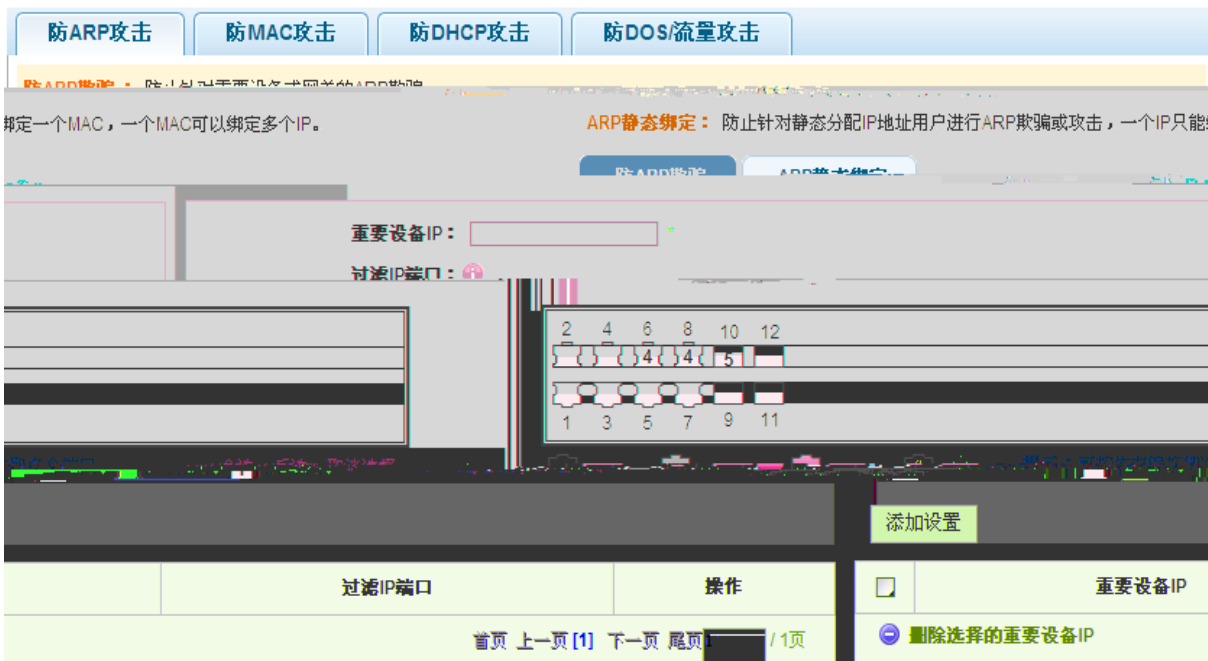 防ARP攻击 防MAC攻击 防DHCP攻击 防DOS/流量攻击
绑定一个MAC，一个MAC可以绑定多个IP。 ARP静态绑定： 防止针对静态分配IP地址用户进行ARP欺骗或攻击，一个IP只能
重要设备IP：
过滤IP端口：
2 4 6 8 10 12
4 4 5
1 3 5 7 9 11
添加设置
过滤IP端口 操作 重要设备IP
首页 上一页 [1] 下一页 尾页 / 1页 删除选择的重要设备IP